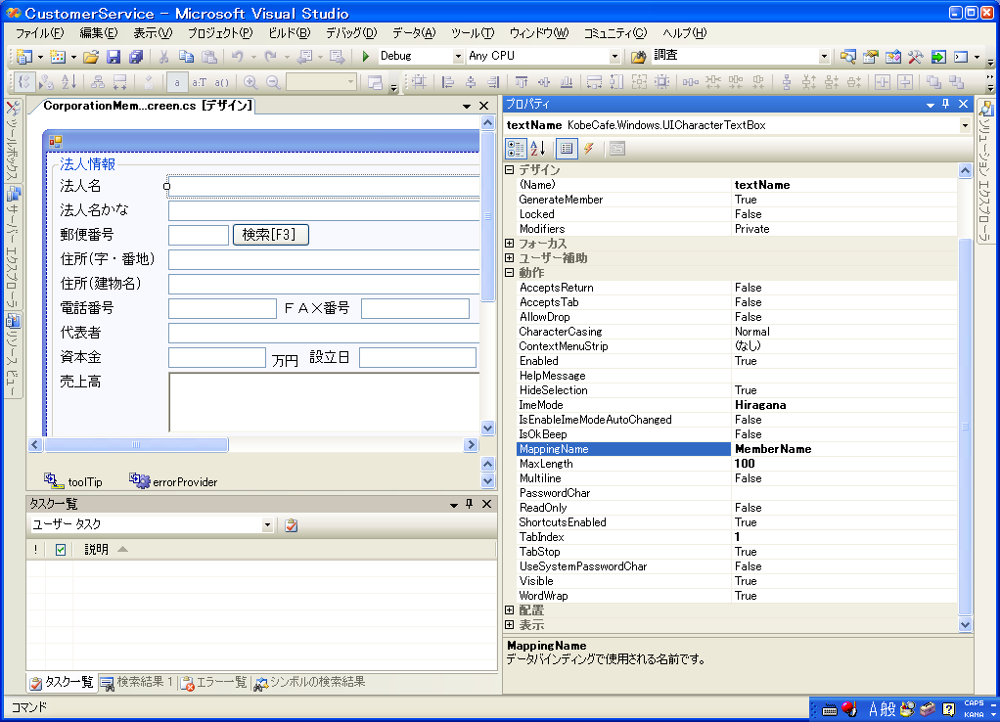 CustomerService - Microsoft Visual Studio
ファイル(F) 編集(E) 表示(V) プロジェクト(P) ビルド(B) デバッグ(D) データ(A) ツール(T) ウィンドウ(W) コミュニティ(C) ヘルプ(H)
Debug Any CPU 調査
a a:T a()
ツールボックス
サーバー エクスプローラ
リソース ビュー
CorporationMem...creen.cs [デザイン]
法人情報
法人名
法人名かな
郵便番号 検索[F3]
住所(字・番地)
住所(建物名)
電話番号 ＦＡ×番号
代表者
資本金 万円 設立日
売上高
toolTip errorProvider
タスク一覧
ユーザー タスク
! 説明
タスク一覧 検索結果 1 エラー一覧 シンボルの検索結果
プロパティ
textName KobeCafe.Windows.UICharacterTextBox
デザイン
(Name) textName
GenerateMember True
Locked False
Modifiers Private
フォーカス
ユーザー補助
動作
AcceptsReturn False
AcceptsTab False
AllowDrop False
CharacterCasing Normal
ContextMenuStrip (なし)
Enabled True
HelpMessage
HideSelection True
ImeMode Hiragana
IsEnableImeModeAutoChanged False
IsOkBeep False
MappingName MemberName
MaxLength 100
Multiline False
PasswordChar
ReadOnly False
ShortcutsEnabled True
TabIndex 1
TabStop True
UseSystemPasswordChar False
Visible True
WordWrap True
配置
表示
MappingName
データバインディングで使用される名前です。
ソリューション エクスプローラ
コマンド
A 般 CAPS
KANA